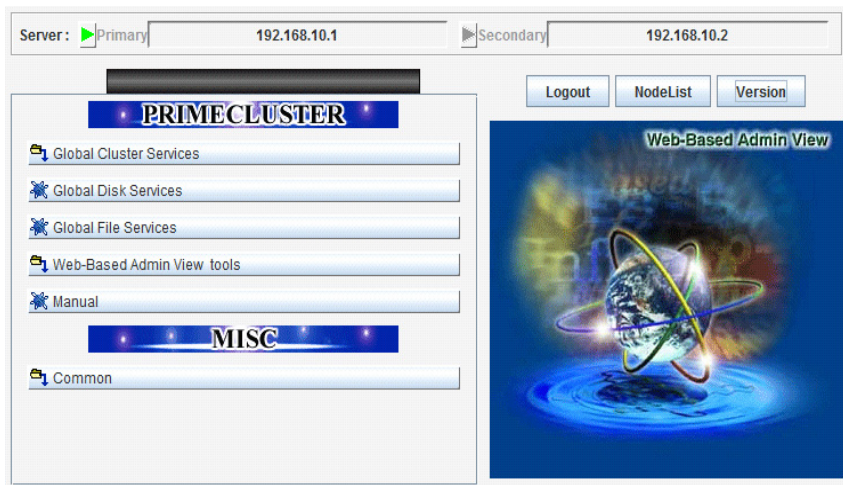 Server : Primary 192.168.10.1 Secondary 192.168.10.2
Logout NodeList Version
PRIMECLUSTER
Global Cluster Services
Global Disk Services
Global File Services
Web-Based Admin View tools
Manual
MISC
Common
Web-Based Admin View